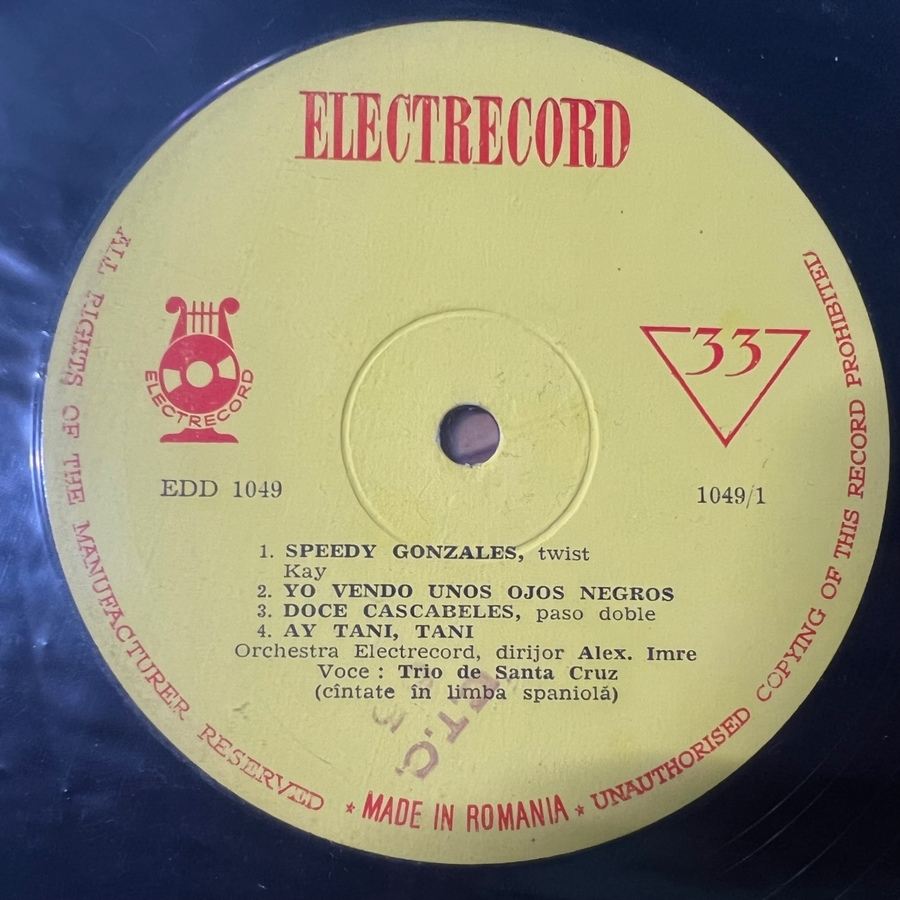 ELECTRECORD
ELECTRECORD
33
EDD 1049
1049/1
1. SPEEDY GONZALES, twist
Kay
2. YO VENDO UNOS OJOS NEGROS
3. DOCE CASCABELES, paso doble
4. AY TANI, TANI
Orchestra Electrecord, dirijor Alex. Imre
Voce : Trio de Santa Cruz
(cîntate în limba spaniolă)
ALL RIGHTS OF THE MANUFACTURER RESERVED * MADE IN ROMANIA * UNAUTHORISED COPYING OF THIS RECORD PROHIBITED